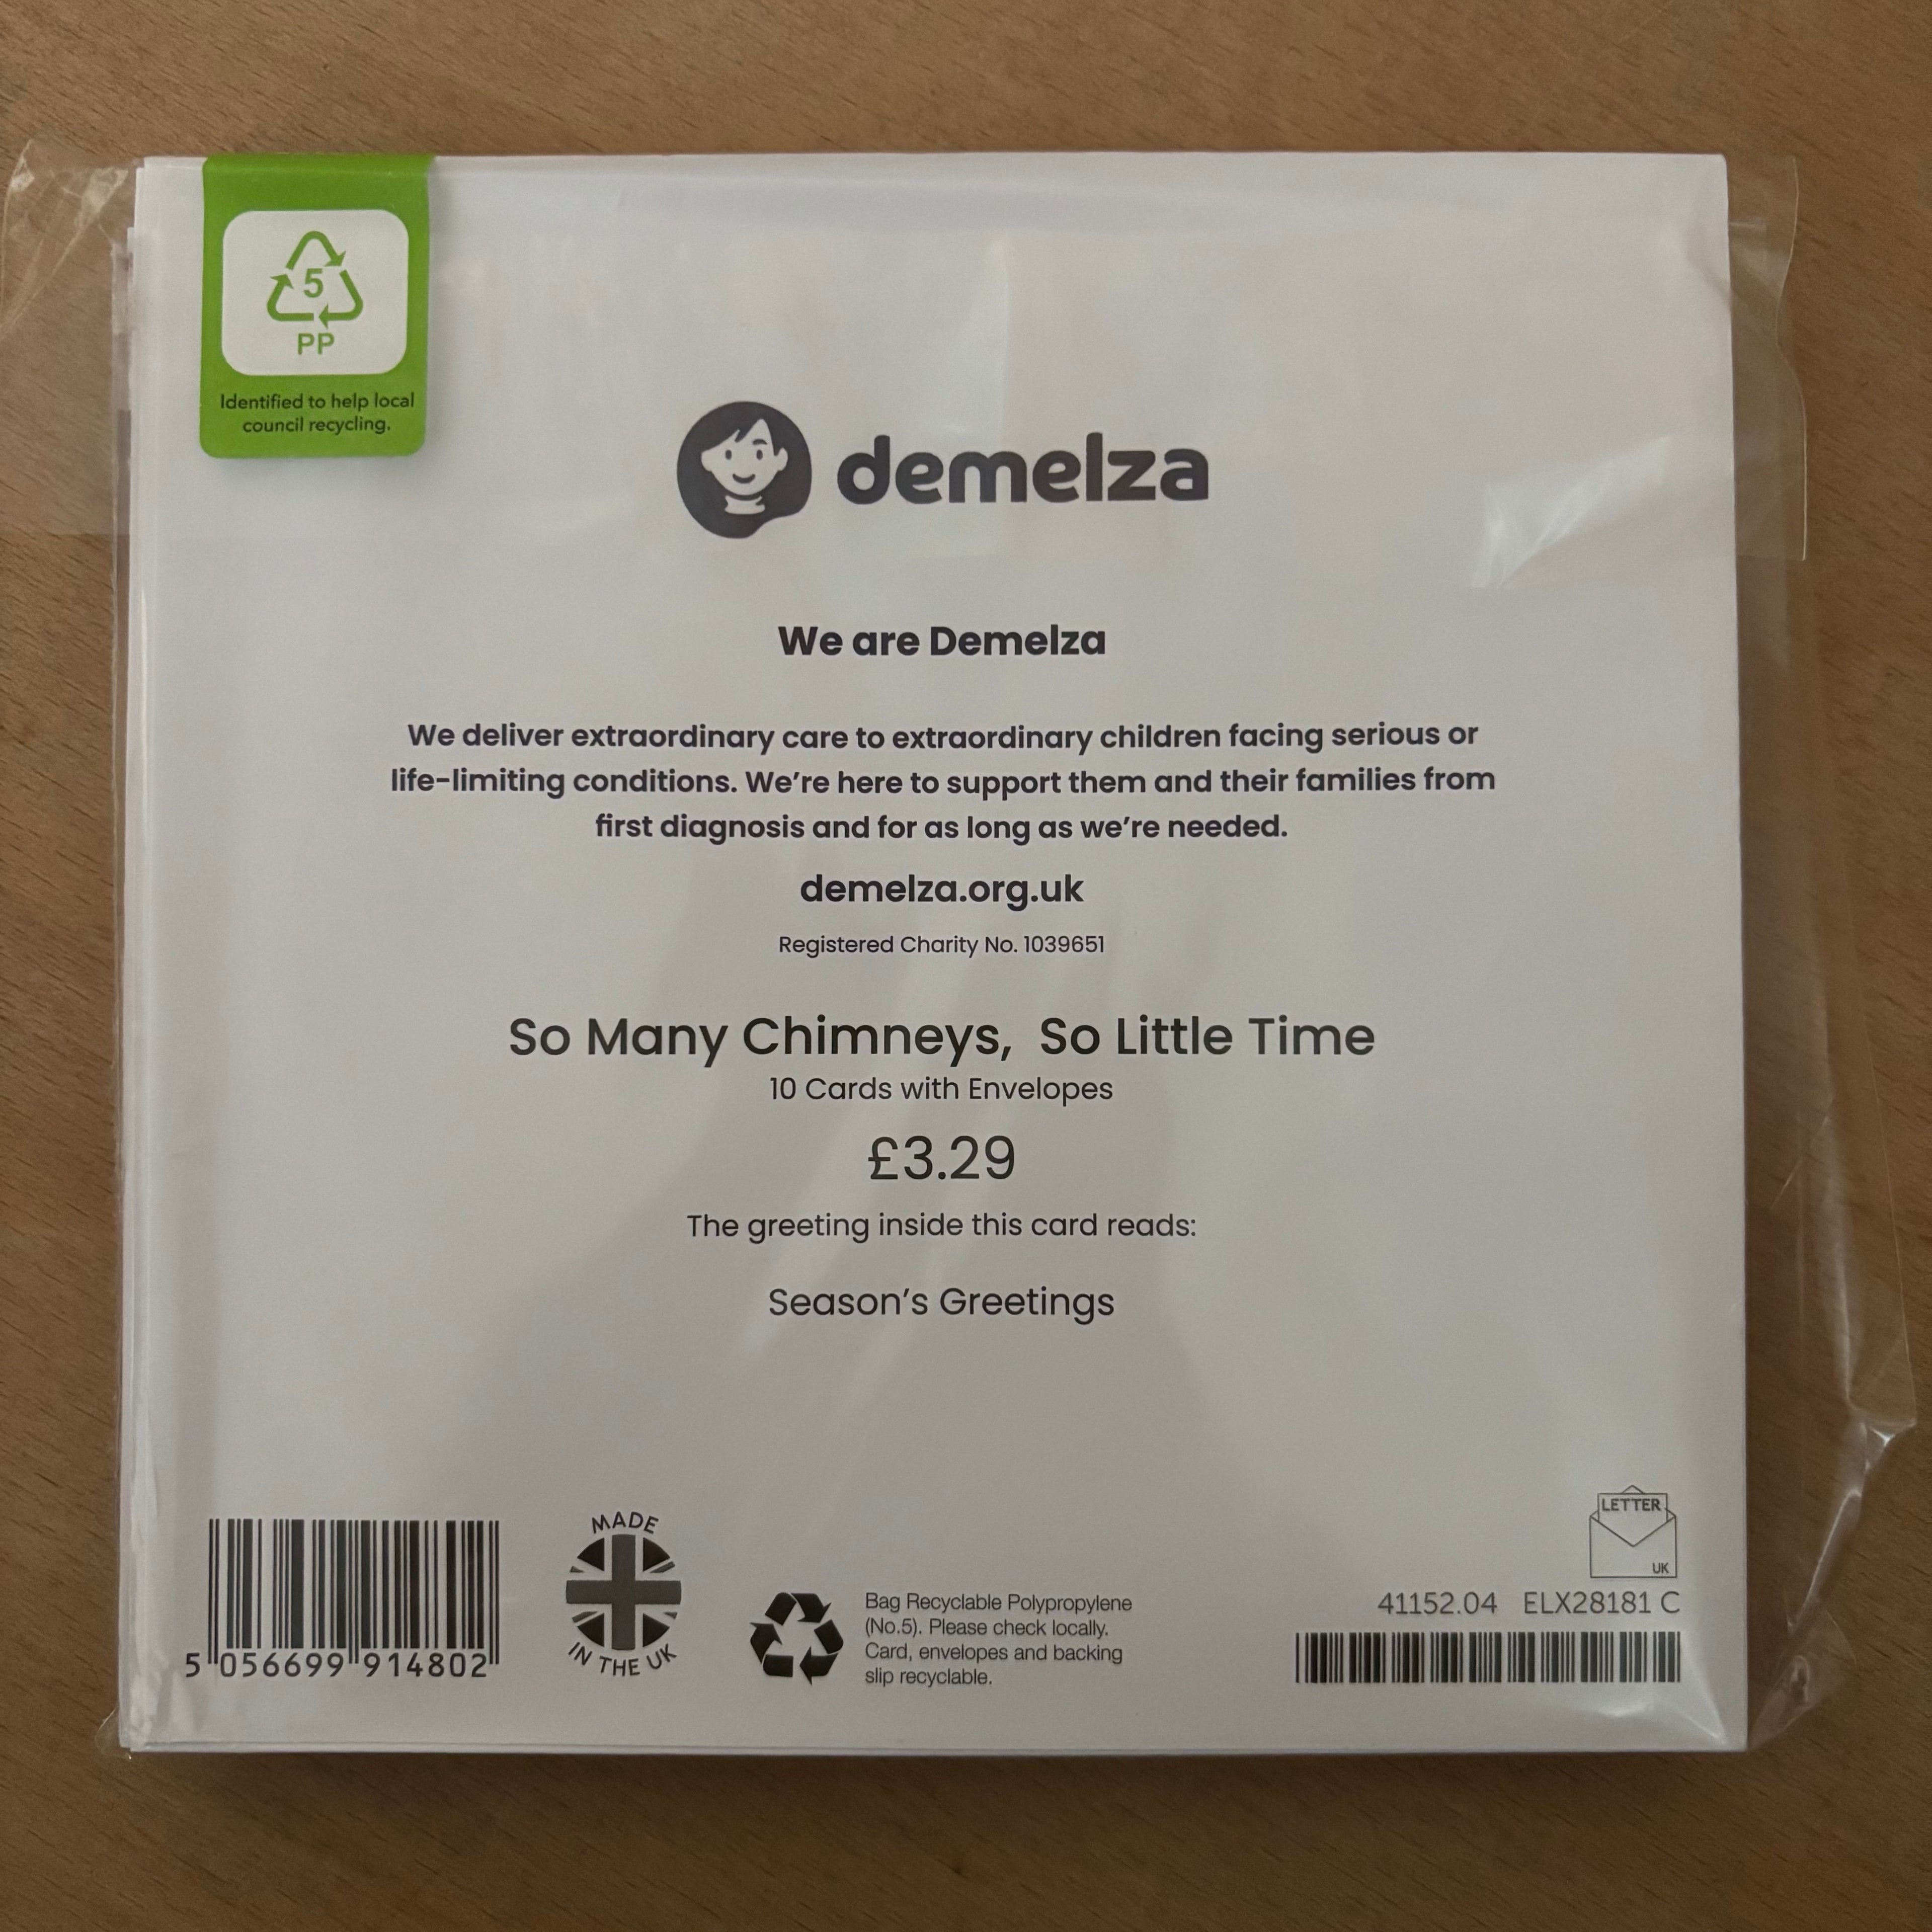 5
PP
Identified to help local
council recycling.
demelza
We are Demelza
We deliver extraordinary care to extraordinary children facing serious or
life-limiting conditions. We're here to support them and their families from
first diagnosis and for as long as we're needed.
demelza.org.uk
Registered Charity No. 1039651
So Many Chimneys, So Little Time
10 Cards with Envelopes
£3.29
The greeting inside this card reads:
Season's Greetings
5 056699 914802
MADE
IN THE UK
Bag Recyclable Polypropylene
(No.5). Please check locally.
Card, envelopes and backing
slip recyclable.
LETTER
UK
41152.04 ELX28181 C